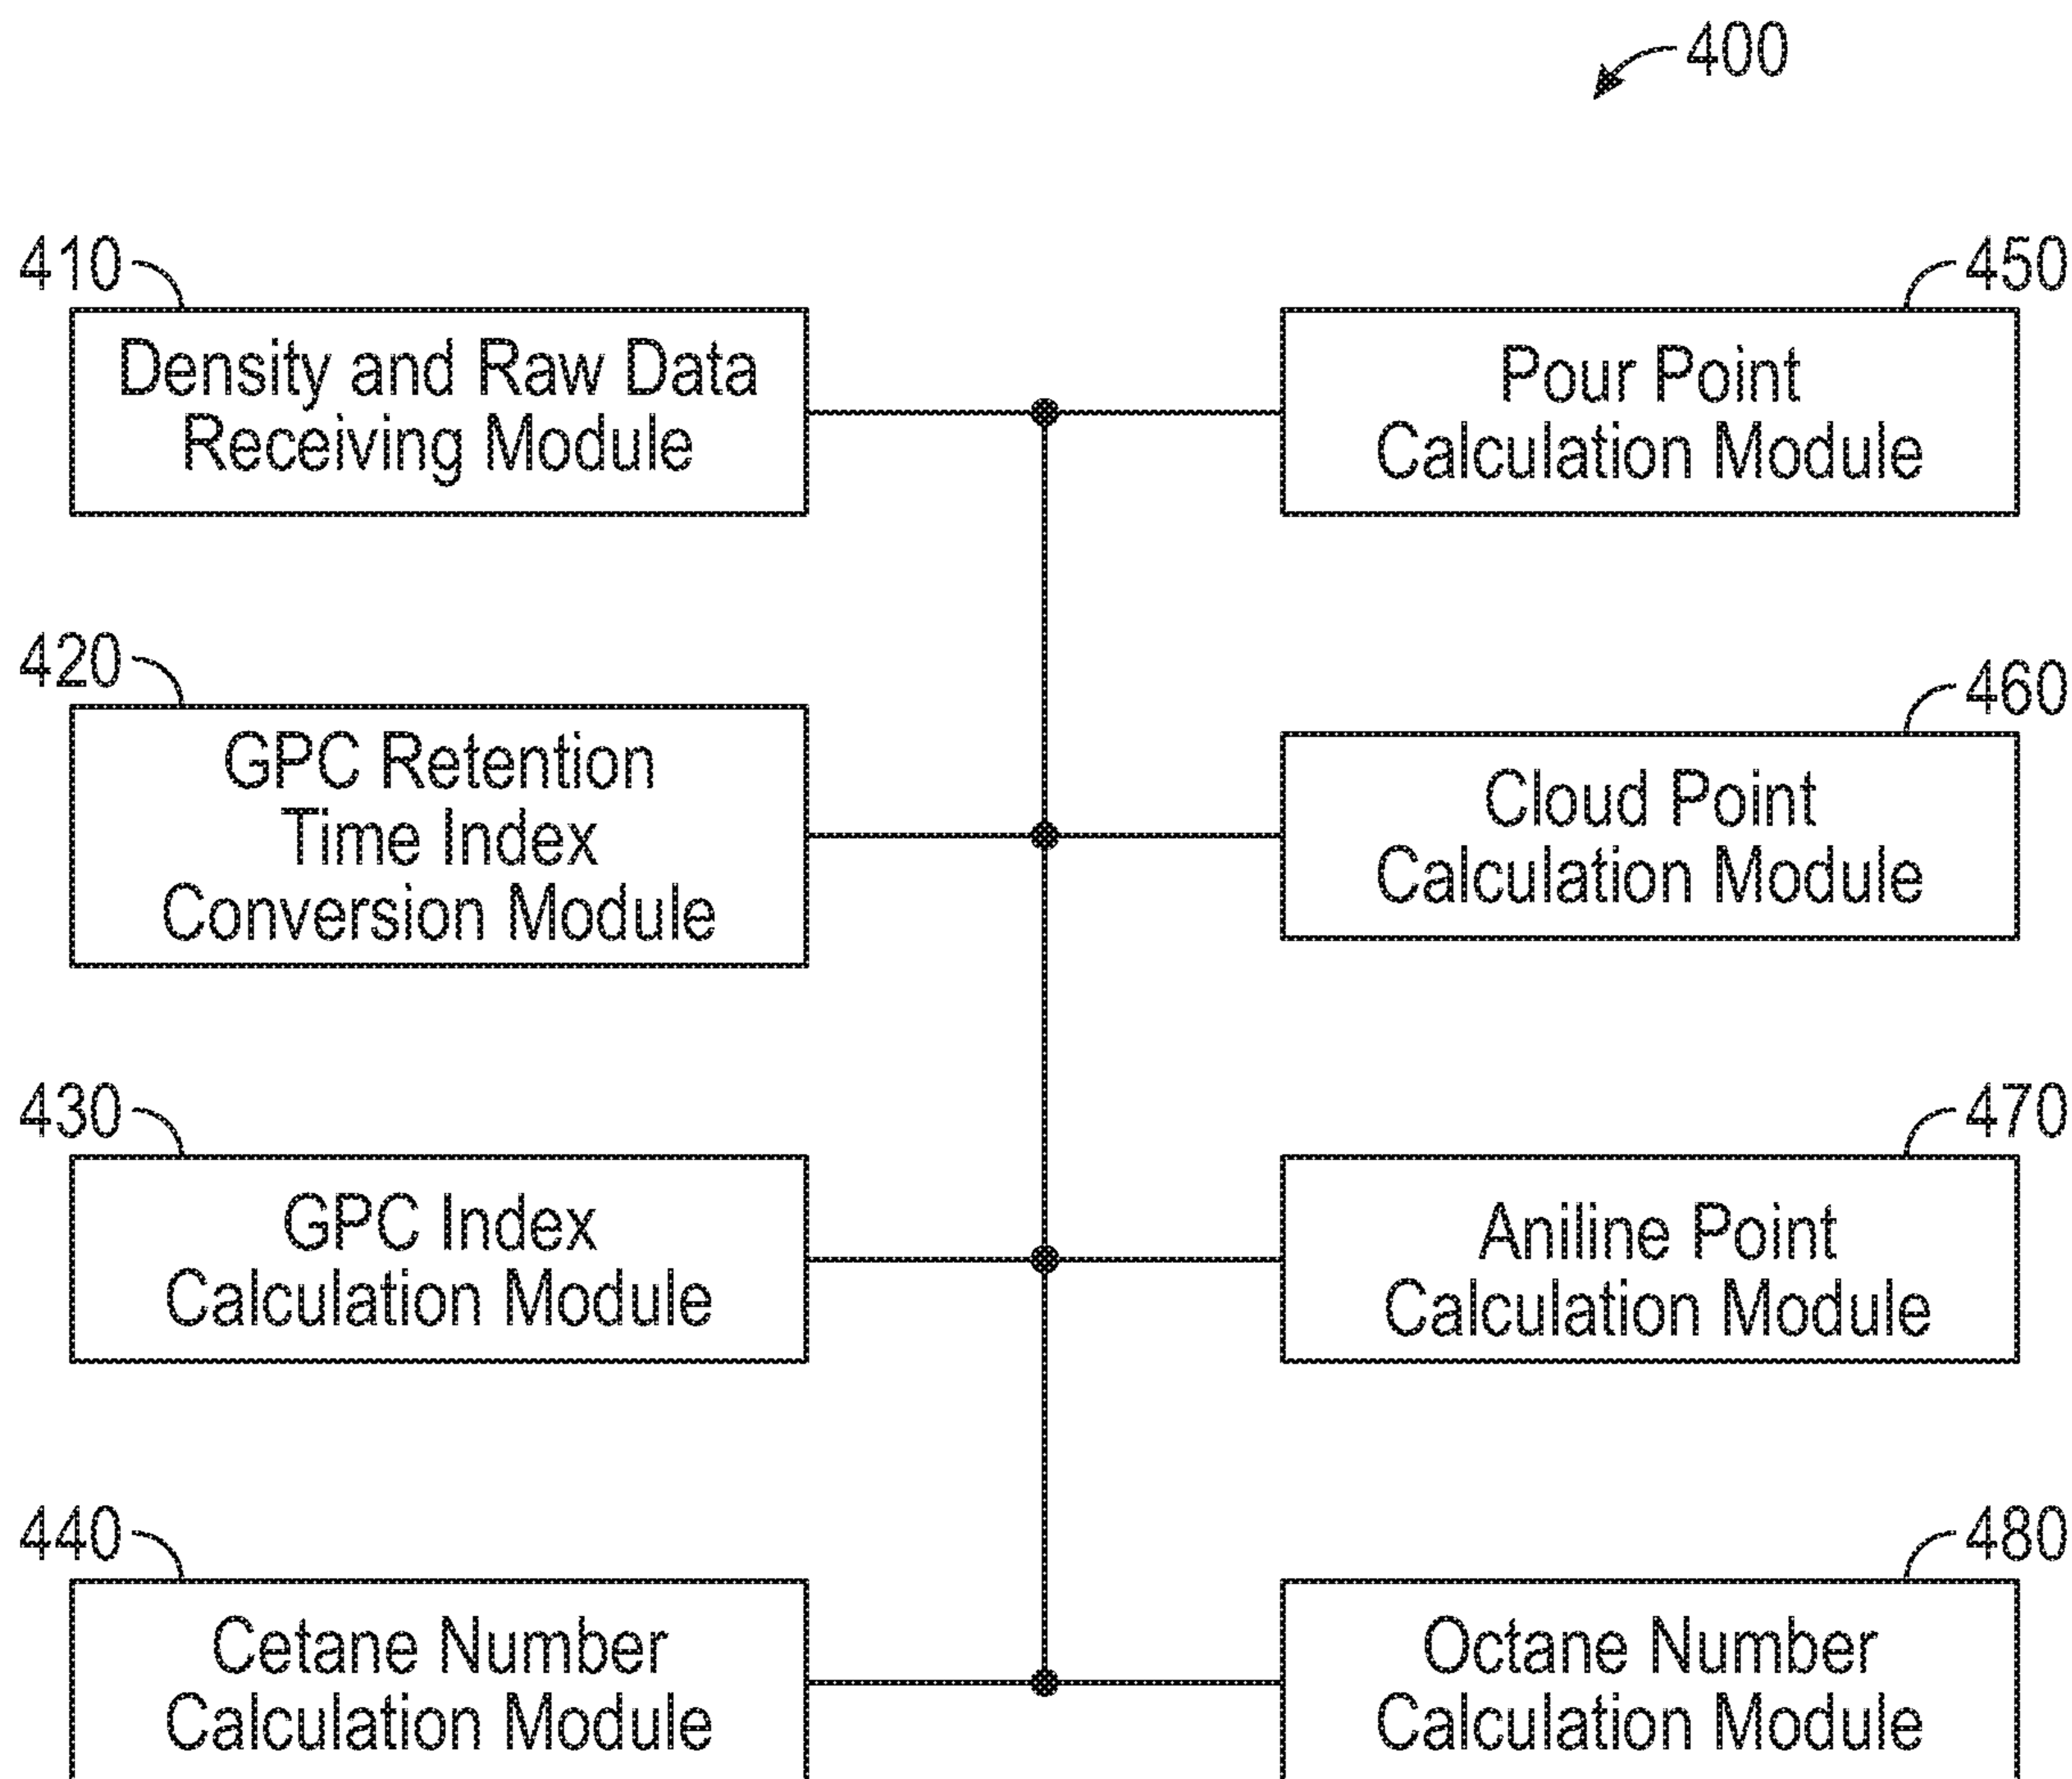 400
410
Density and Raw Data
Receiving Module
450
Pour Point
Calculation Module
420
GPC Retention
Time Index
Conversion Module
460
Cloud Point
Calculation Module
430
GPC Index
Calculation Module
470
Aniline Point
Calculation Module
440
Cetane Number
Calculation Module
480
Octane Number
Calculation Module